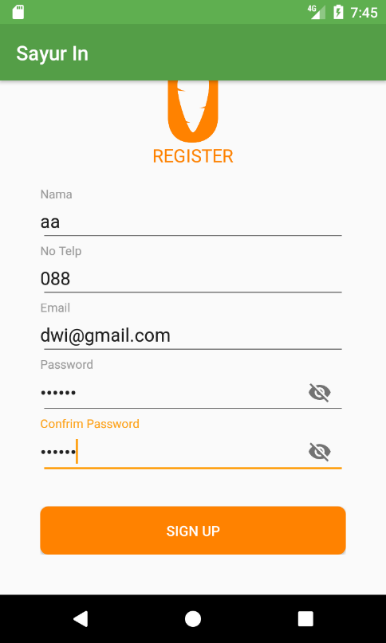 4G 7:45
Sayur In
REGISTER
Nama
aa
No Telp
088
Email
dwi@gmail.com
Password
••••••
Confrim Password
••••••
SIGN UP